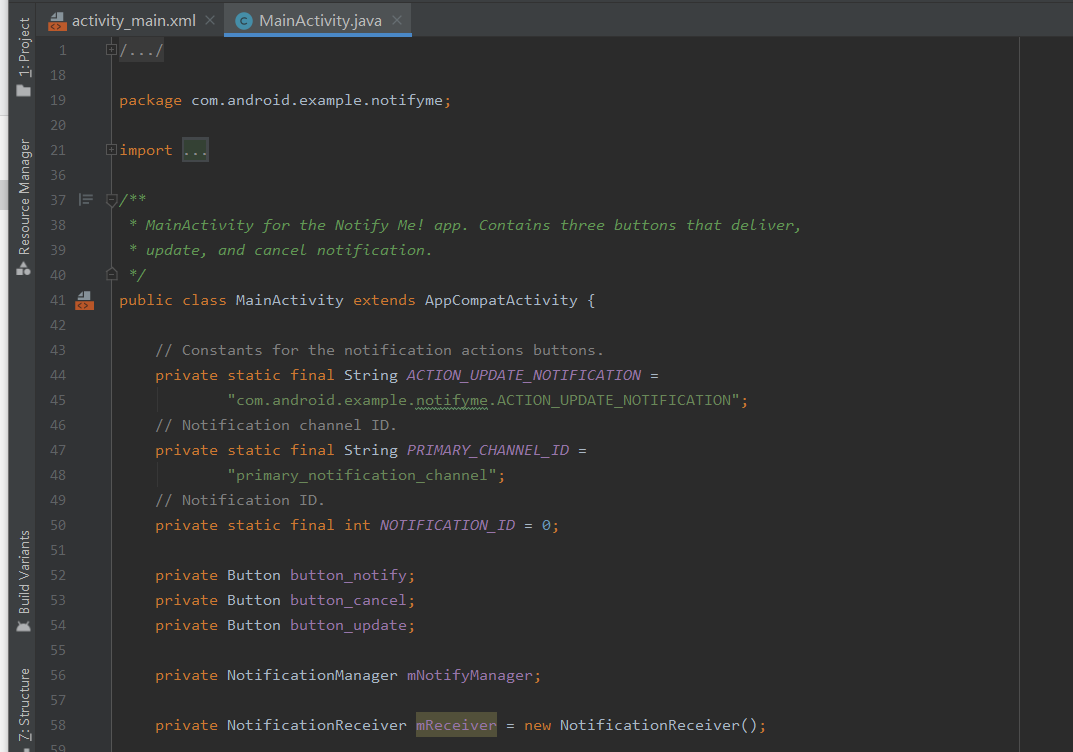 activity_main.xml
MainActivity.java
1: Project
Resource Manager
Build Variants
Z: Structure
1 /.../
18
19 package com.android.example.notifyme;
20
21 import ...
36
37 /**
38 * MainActivity for the Notify Me! app. Contains three buttons that deliver,
39 * update, and cancel notification.
40 */
41 public class MainActivity extends AppCompatActivity {
42
43 // Constants for the notification actions buttons.
44 private static final String ACTION_UPDATE_NOTIFICATION =
45 "com.android.example.notifyme.ACTION_UPDATE_NOTIFICATION";
46 // Notification channel ID.
47 private static final String PRIMARY_CHANNEL_ID =
48 "primary_notification_channel";
49 // Notification ID.
50 private static final int NOTIFICATION_ID = 0;
51
52 private Button button_notify;
53 private Button button_cancel;
54 private Button button_update;
55
56 private NotificationManager mNotifyManager;
57
58 private NotificationReceiver mReceiver = new NotificationReceiver();
59